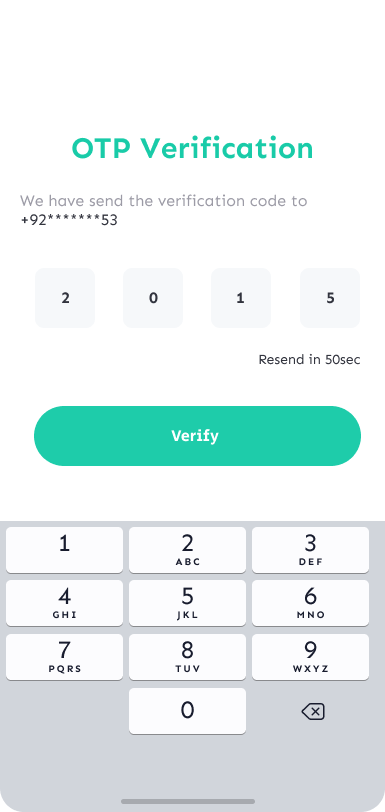 OTP Verification
We have send the verification code to
+92*******53
2 0 1 5
Resend in 50sec
Verify
1 2 3
ABC DEF
4 5 6
GHI JKL MNO
7 8 9
PQRS TUV WXYZ
0